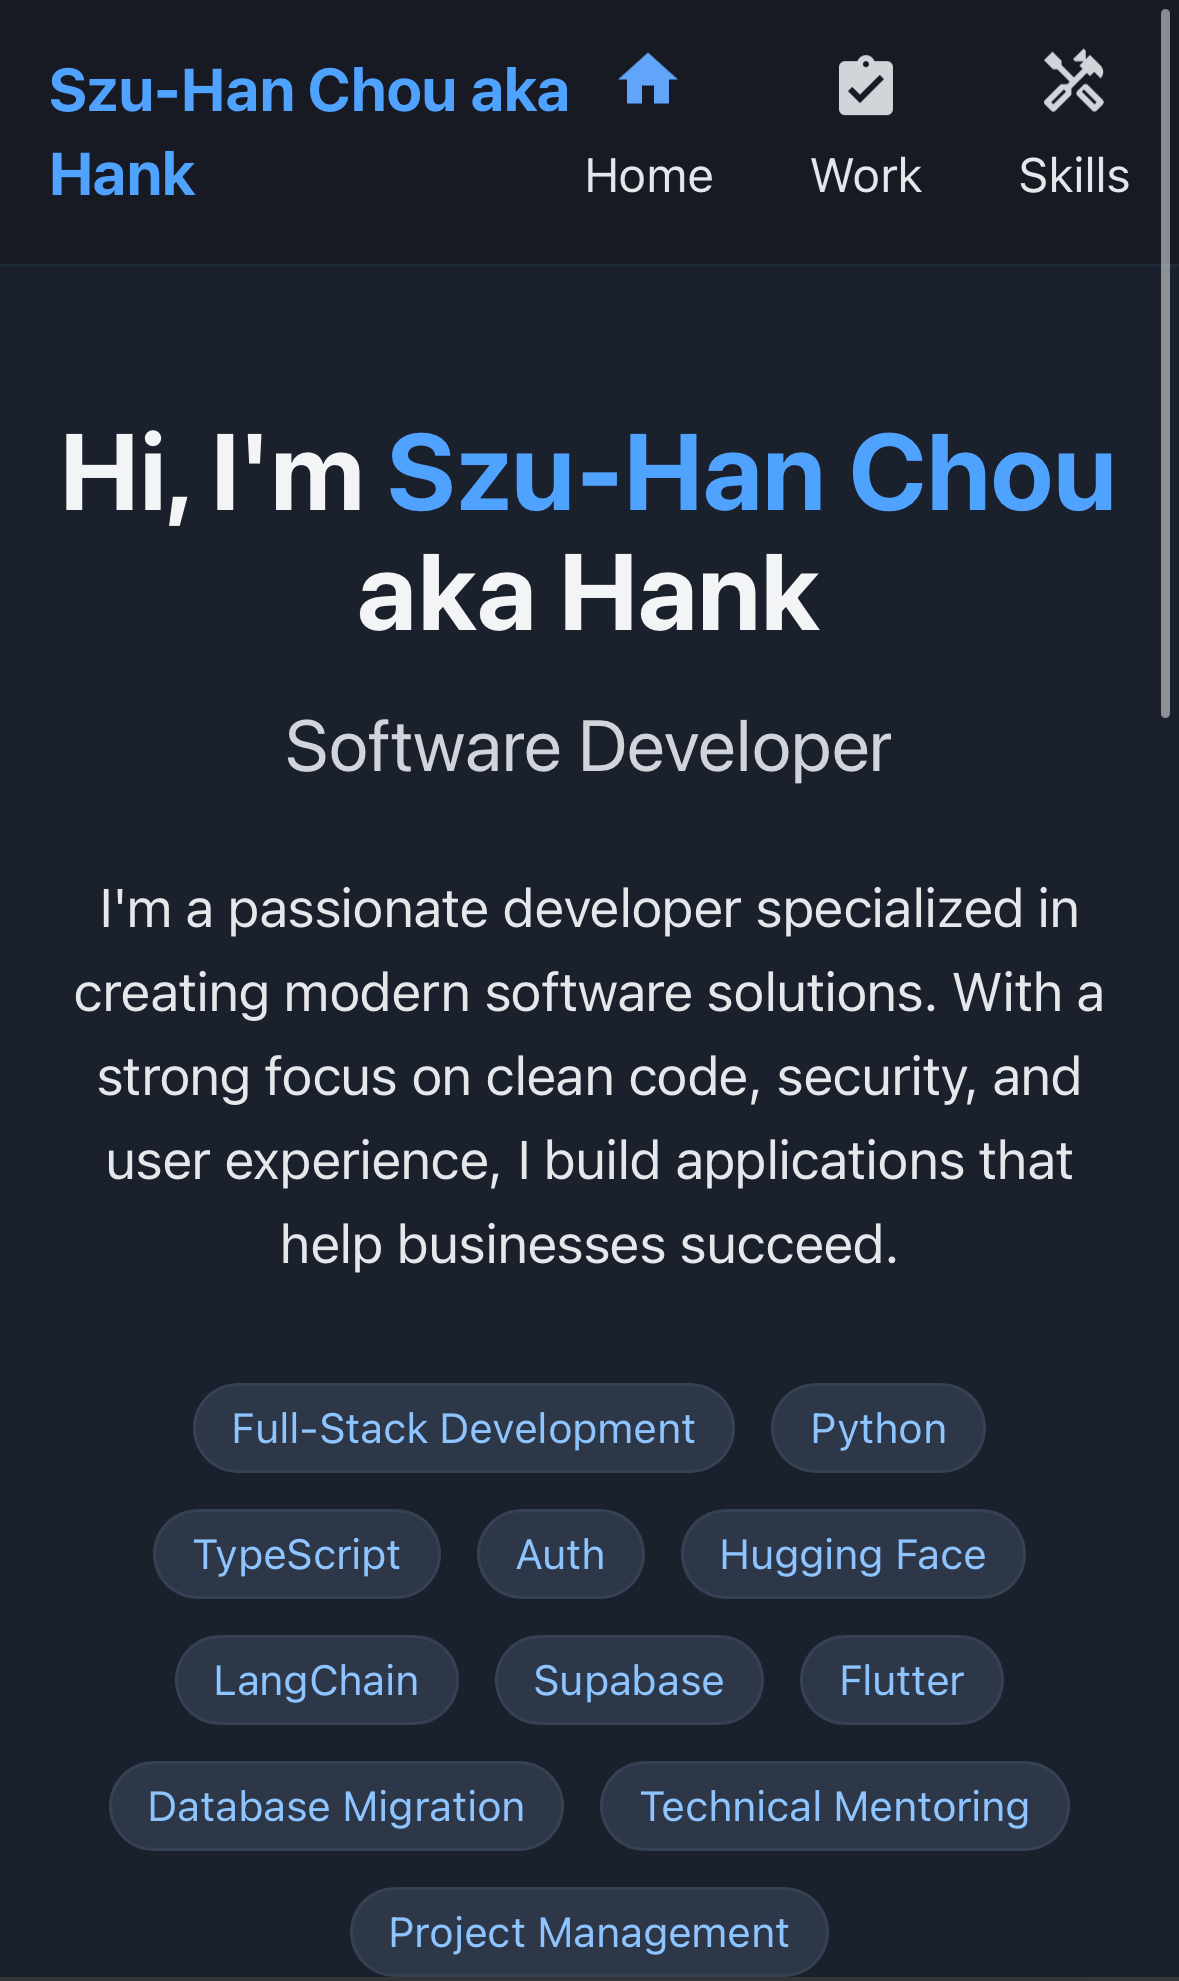 Szu-Han Chou aka
Hank
Home
Work
Skills
Hi, I'm Szu-Han Chou
aka Hank
Software Developer
I'm a passionate developer specialized in
creating modern software solutions. With a
strong focus on clean code, security, and
user experience, I build applications that
help businesses succeed.
Full-Stack Development
Python
TypeScript
Auth
Hugging Face
LangChain
Supabase
Flutter
Database Migration
Technical Mentoring
Project Management